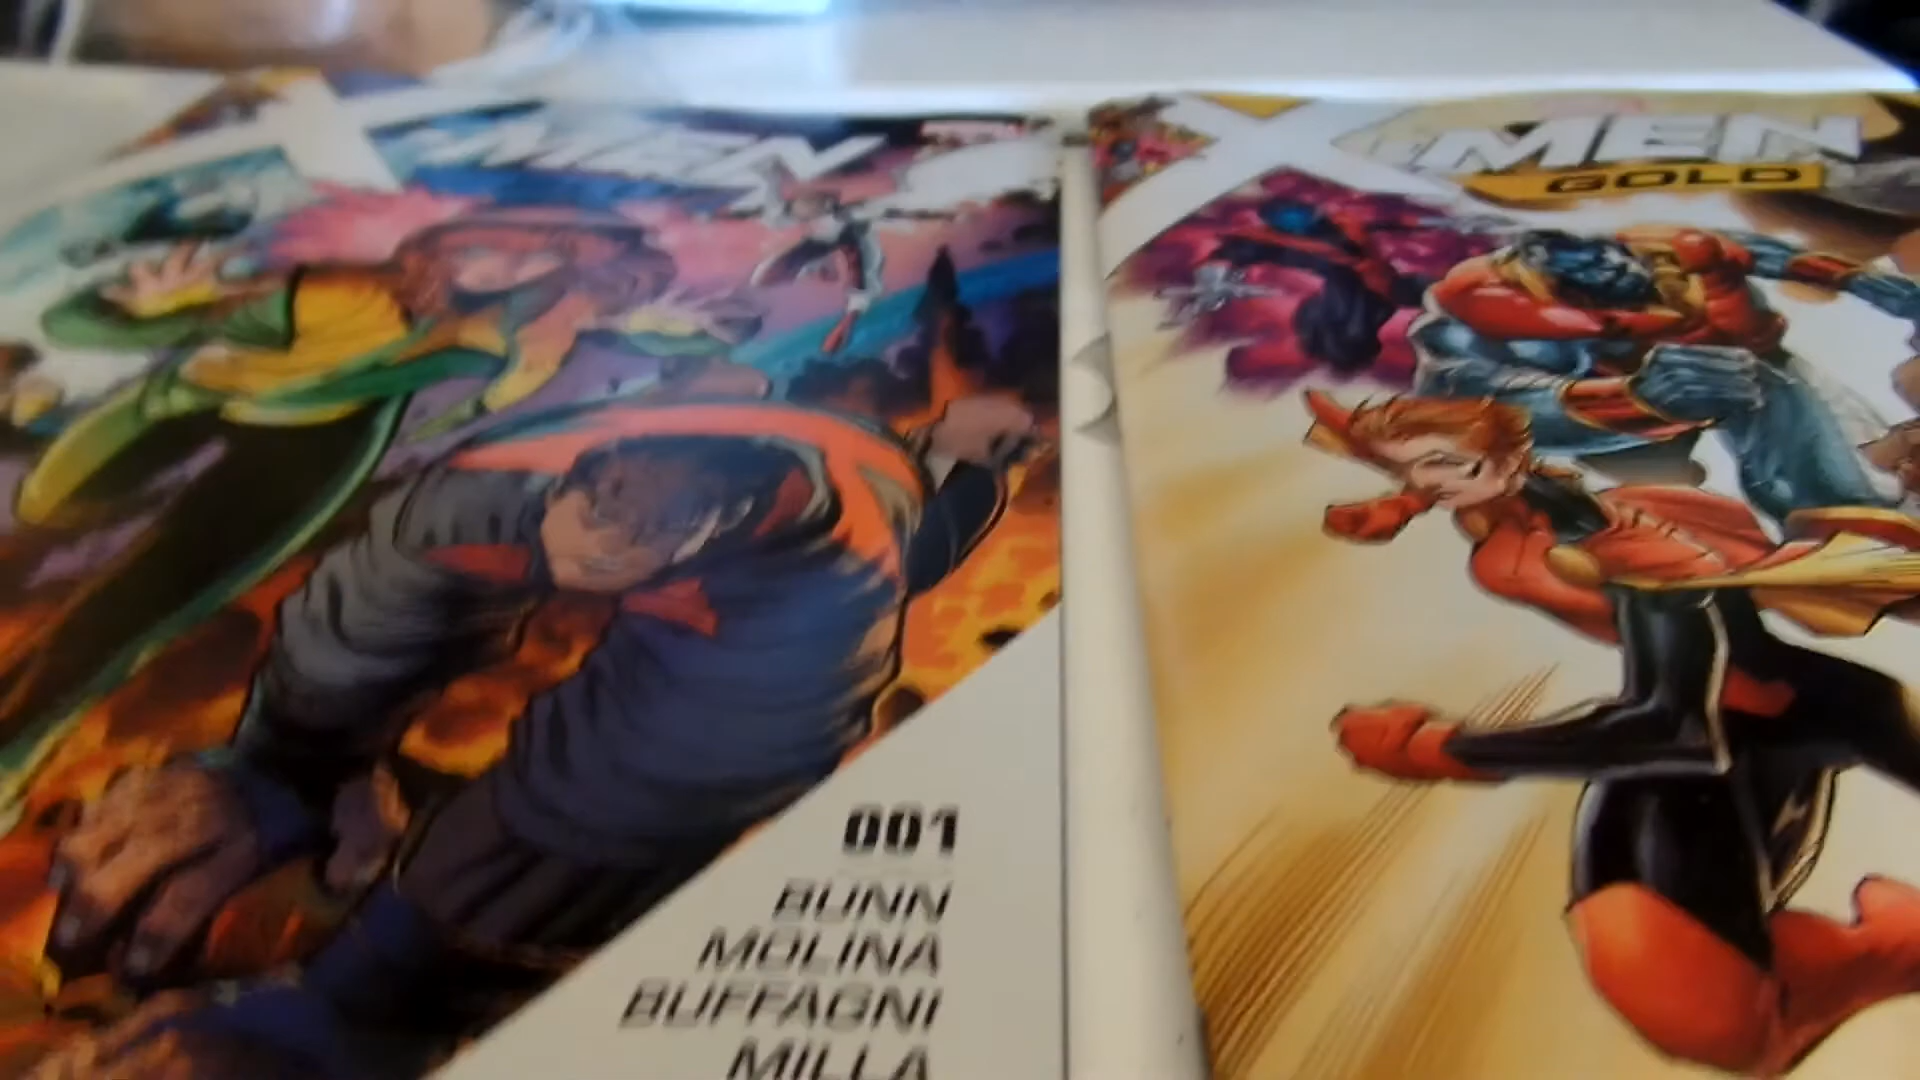 X-MEN
001
BUNN
MOLINA
BUFFAGNI
MILLA
X-MEN
GOLD